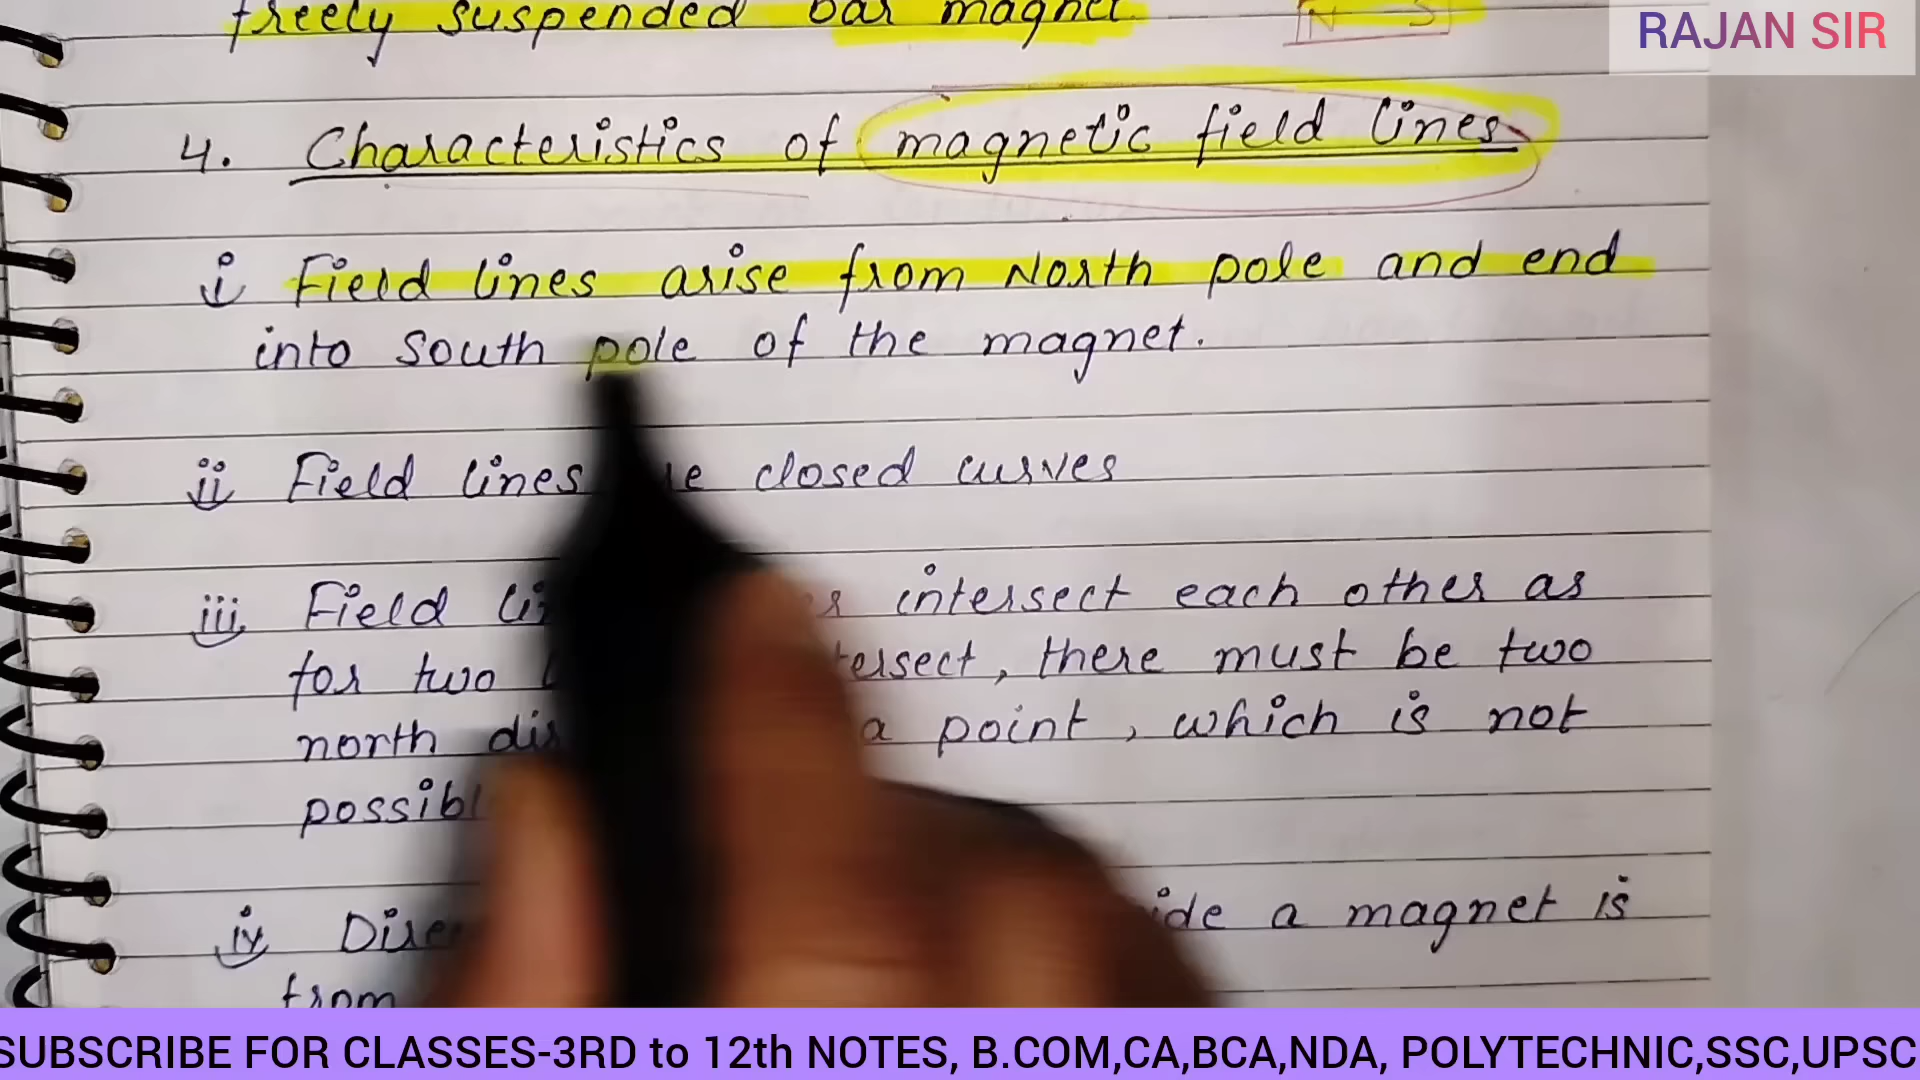 freely suspended bar magnet
N S
RAJAN SIR
4. Characteristics of magnetic field lines
i Field lines arise from North pole and end
into south pole of the magnet.
ii Field lines closed curves
iii Field intersect each other as
for two there must be two
north a point, which is not
iv a magnet is
from
SUBSCRIBE FOR CLASSES-3RD to 12th NOTES, B.COM,CA,BCA,NDA, POLYTECHNIC,SSC,UPSC